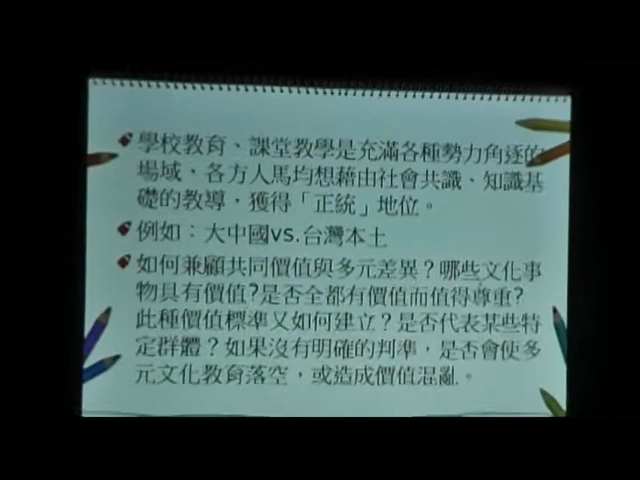 學校教育、課堂教學是充滿各種勢力角逐的
場域，各方人馬均想藉由社會共識、知識基
礎的教導，獲得「正統」地位。
例如：大中國vs.台灣本土
如何兼顧共同價值與多元差異？哪些文化事
物具有價值?是否全都有價值而值得尊重?
此種價值標準又如何建立？是否代表某些特
定群體？如果沒有明確的判準，是否會使多
元文化教育落空，或造成價值混亂。